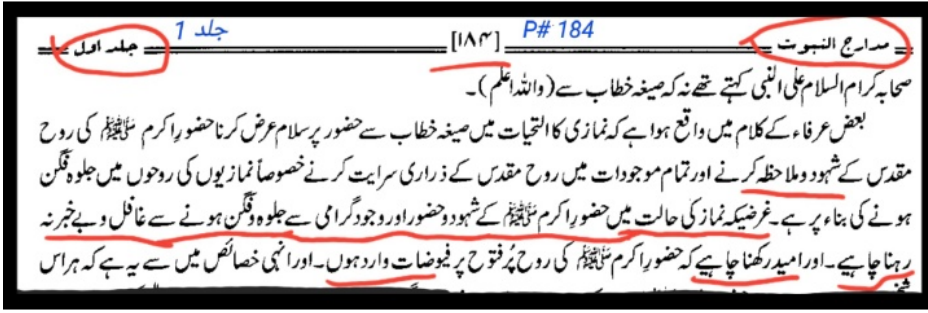 مدارج النبوت [۱۸۴] P# 184 جلد 1 جلد اول
صحابہ کرام السلام علی النبی کہتے تھے نہ کہ صیغہ خطاب سے (واللہ اعلم)۔
بعض عرفاء کے کلام میں واقع ہوا ہے کہ نمازی کا التحیات میں صیغہ خطاب سے حضور پر سلام عرض کرنا حضور اکرم ﷺ کی روح
مقدس کے شہود و ملاحظہ کرنے اور تمام موجودات میں روح مقدس کے ذراری سرایت کرنے خصوصاً نمازیوں کی روحوں میں جلوہ فگن
ہونے کی بناء پر ہے۔ غرضیکہ نماز کی حالت میں حضور اکرم ﷺ کے شہود و حضور اور وجود گرامی سے جلوہ فگن ہونے سے غافل و بے خبر نہ
رہنا چاہیے۔ اور امید رکھنا چاہیے کہ حضور اکرم ﷺ کی روح پُر فتوح پر فیوضات وارد ہوں۔ اور انہی خصائص میں سے یہ ہے کہ ہر اس